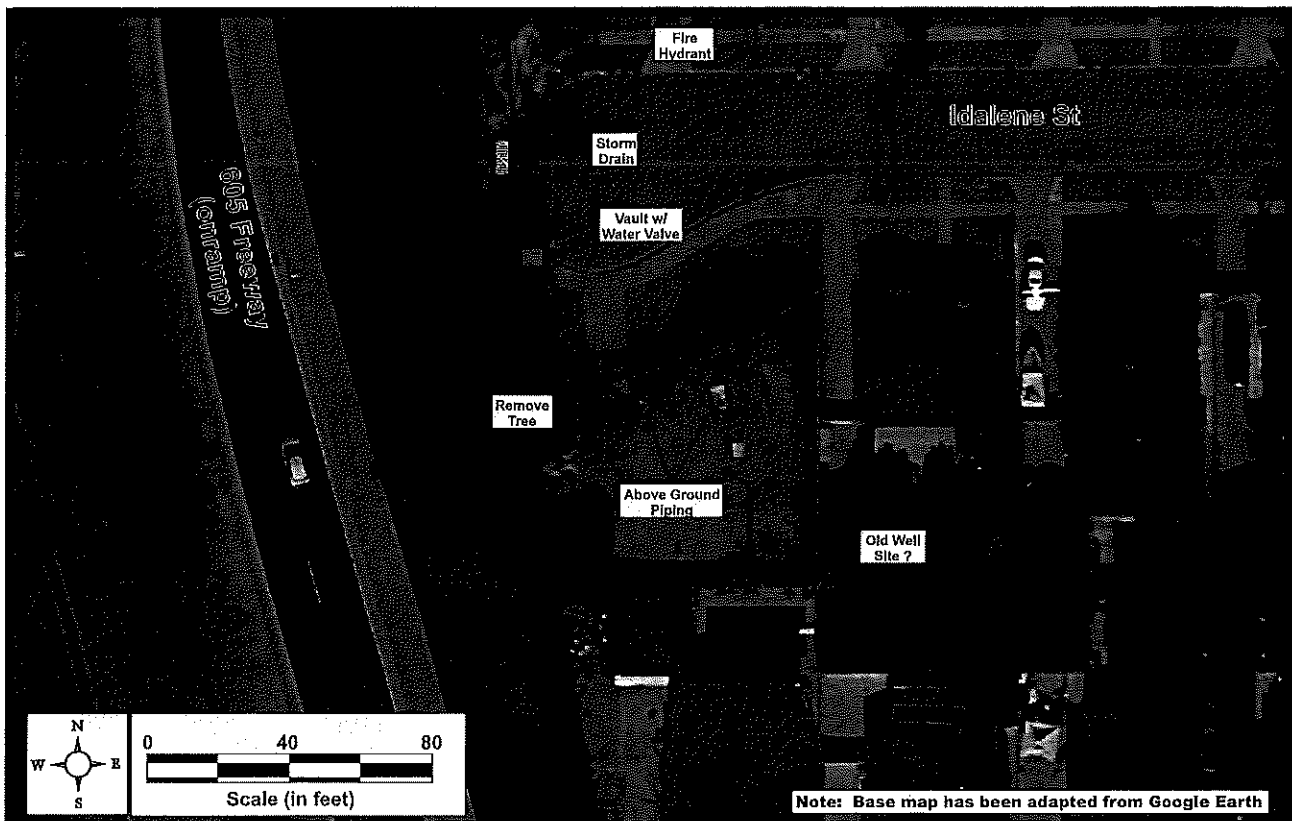 Fire
Hydrant
Idalene St
Storm
Drain
605 Freeway
(onramp)
Vault w/
Water Valve
Remove
Tree
Above Ground
Piping
Old Well
Site ?
N
W E
S
0 40 80
Scale (in feet)
Note: Base map has been adapted from Google Earth